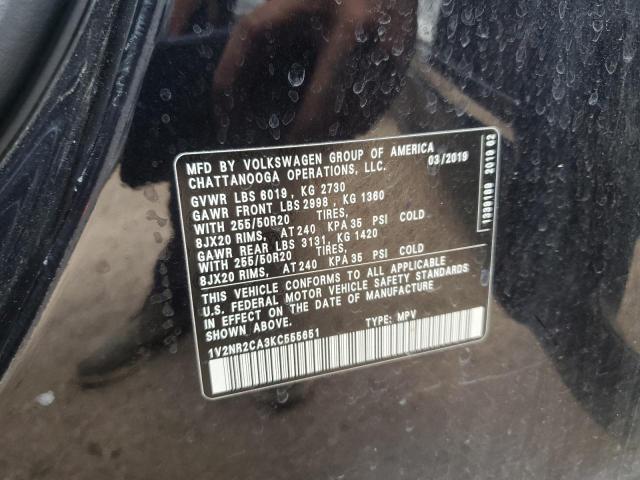 MFD BY VOLKSWAGEN GROUP OF AMERICA
CHATTANOOGA OPERATIONS, LLC. 03/2019
GVWR LBS 6019, KG 2730
GAWR FRONT LBS 2998, KG 1360
WITH 255/50R20 TIRES,
8JX20 RIMS, AT 240 KPA 35 PSI COLD
GAWR REAR LBS 3131, KG 1420
WITH 255/50R20 TIRES,
8JX20 RIMS, AT 240 KPA 35 PSI COLD
THIS VEHICLE CONFORMS TO ALL APPLICABLE
U.S. FEDERAL MOTOR VEHICLE SAFETY STANDARDS
IN EFFECT ON THE DATE OF MANUFACTURE
SHOWN ABOVE.
1V2NR2CA3KC555651 TYPE: MPV
2019 02